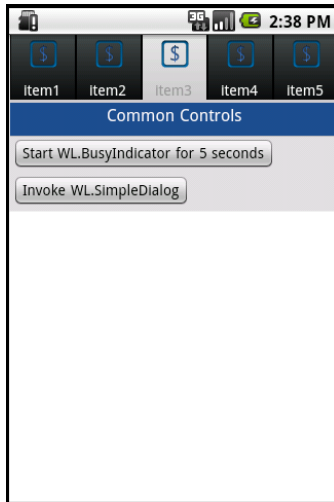 3G 2:38 PM
$ $ $ $ $
item1 item2 item3 item4 item5
Common Controls
Start WL.BusyIndicator for 5 seconds
Invoke WL.SimpleDialog